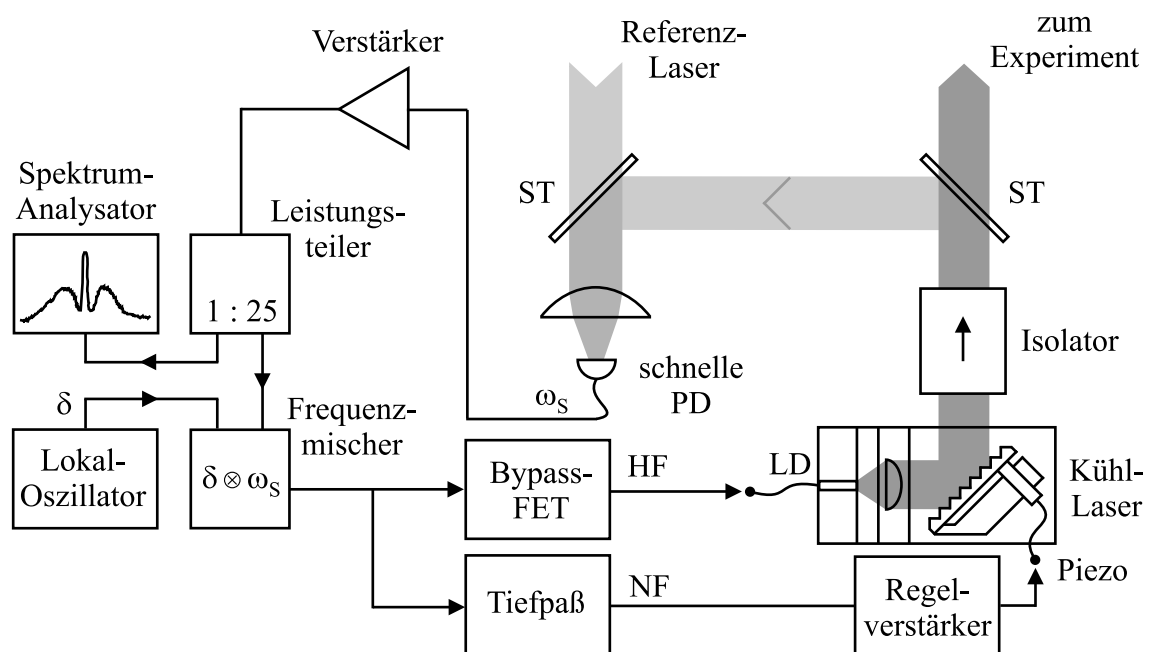 Verstärker
Referenz-
Laser
zum
Experiment
Spektrum-
Analysator
Leistungs-
teiler
ST
ST
1 : 25
Isolator
schnelle
PD
ω_S
δ
Frequenz-
mischer
Lokal-
Oszillator
δ ⊗ ω_S
Bypass-
FET
HF
LD
Kühl-
Laser
Tiefpaß
NF
Regel-
verstärker
Piezo